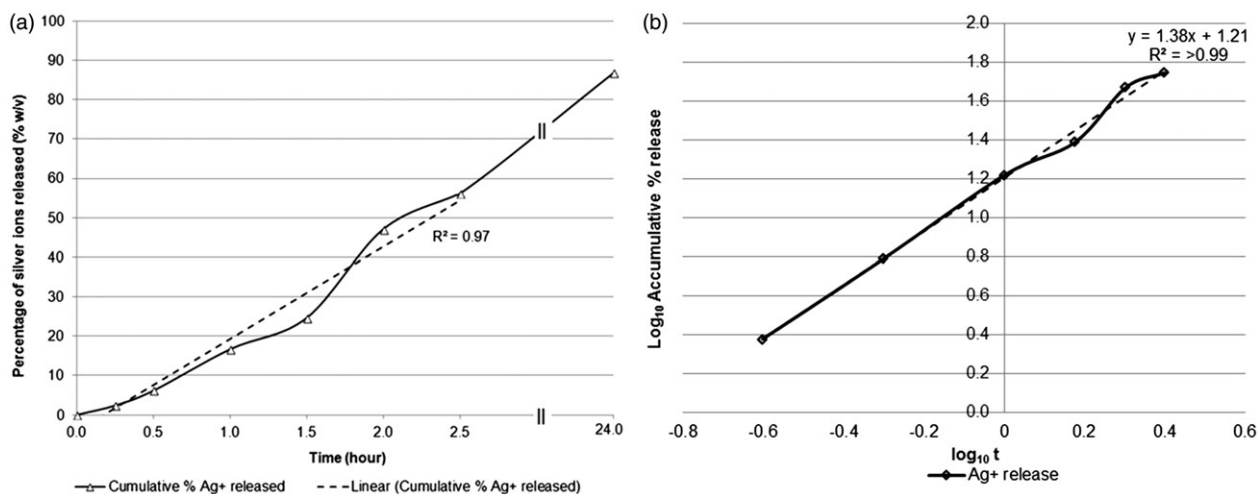 (a)
100
90
80
70
60
50
40
30
20
10
0
Percentage of silver ions released (% w/v)
R² = 0.97
0.0 0.5 1.0 1.5 2.0 2.5 24.0
Time (hour)
Cumulative % Ag+ released Linear (Cumulative % Ag+ released)
(b)
y = 1.38x + 1.21
R² = >0.99
2.0
1.8
1.6
1.4
1.2
1.0
0.8
0.6
0.4
0.2
0.0
Log₁₀ Accumulative % release
-0.8 -0.6 -0.4 -0.2 0 0.2 0.4 0.6
log₁₀ t
Ag+ release